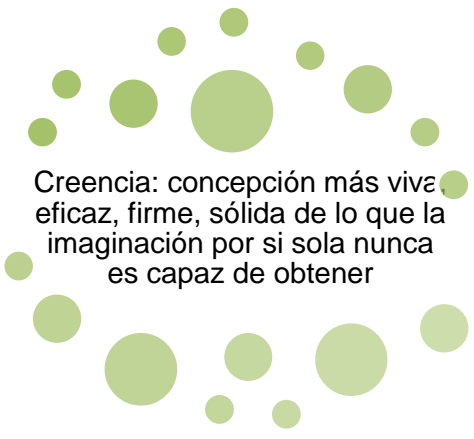 Creencia: concepción más viva,
eficaz, firme, sólida de lo que la
imaginación por si sola nunca
es capaz de obtener